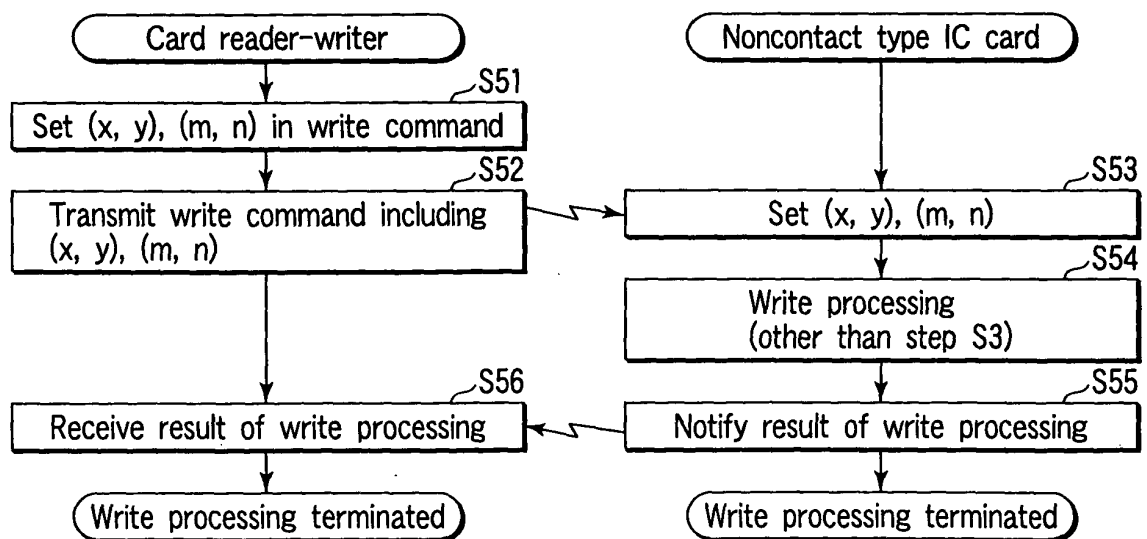 Card reader-writer
Noncontact type IC card
S51
Set (x, y), (m, n) in write command
S52
Transmit write command including
(x, y), (m, n)
S53
Set (x, y), (m, n)
S54
Write processing
(other than step S3)
S56
Receive result of write processing
S55
Notify result of write processing
Write processing terminated
Write processing terminated